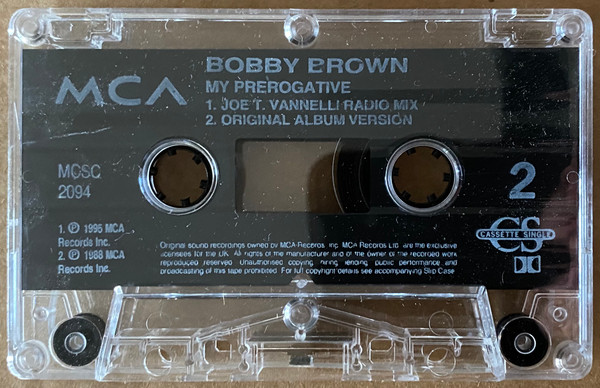 BOBBY BROWN
MCA
MY PREROGATIVE
1. JOE T. VANNELLI RADIO MIX
2. ORIGINAL ALBUM VERSION
MCSC
2094
2
1. ℗ 1995 MCA
Records Inc.
2. ℗ 1988 MCA
Records Inc.
CASSETTE SINGLE
CS
Original sound recordings owned by MCA Records Inc. MCA Records Ltd. are the exclusive
licensees for the UK. All rights of the manufacturer and of the owner of the recorded work
reproduced reserved. Unauthorised copying, hiring, lending, public performance and
broadcasting of this tape prohibited. For full copyright details see accompanying Slip Case